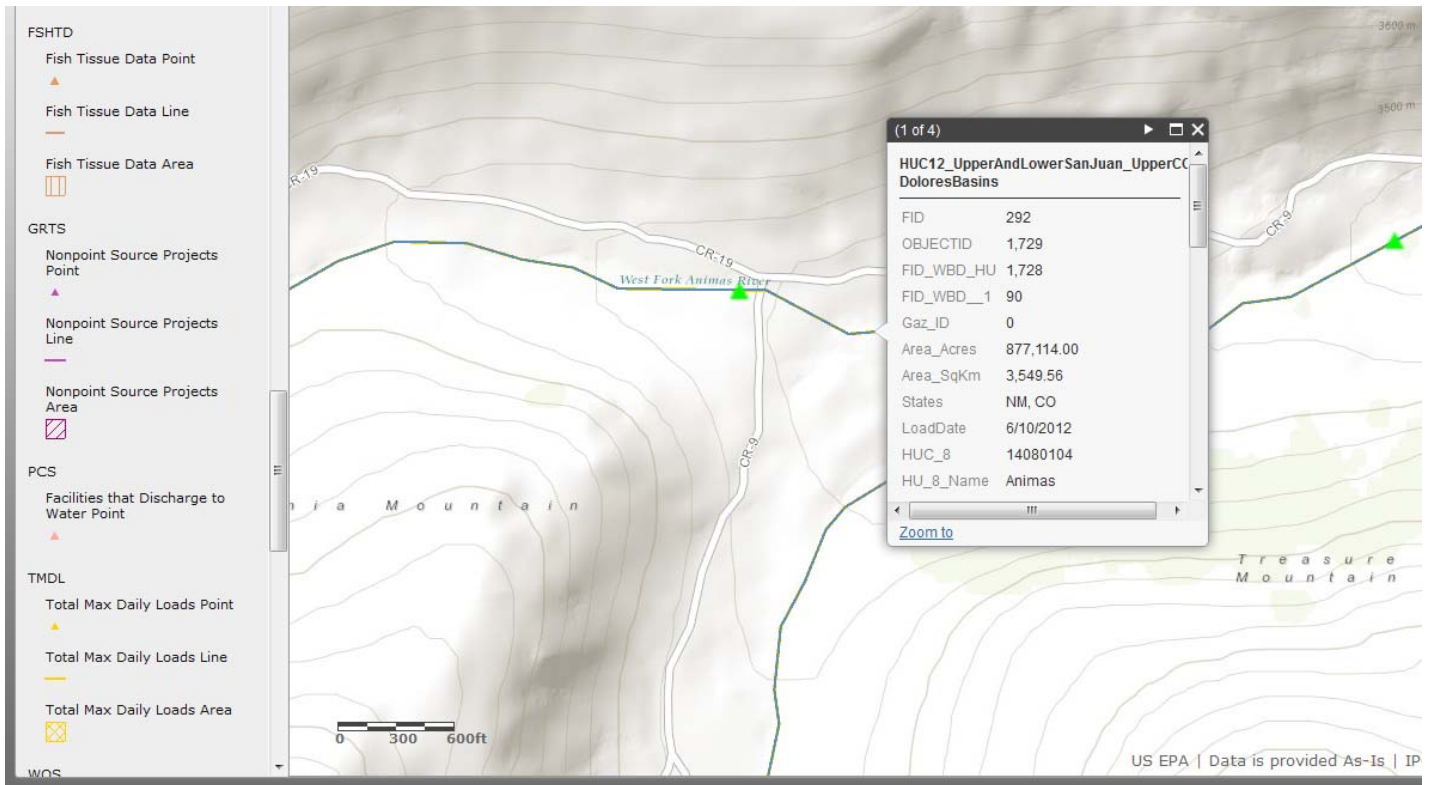 FSHTD
Fish Tissue Data Point
Fish Tissue Data Line
Fish Tissue Data Area
GRTS
Nonpoint Source Projects
Point
Nonpoint Source Projects
Line
Nonpoint Source Projects
Area
PCS
Facilities that Discharge to
Water Point
TMDL
Total Max Daily Loads Point
Total Max Daily Loads Line
Total Max Daily Loads Area
WQS
3600 m
3500 m
CR-19
CR-19
West Fork Animas River
CR-9
CR-9
n i a M o u n t a i n
Treasure
Mountain
(1 of 4)
HUC12_UpperAndLowerSanJuan_UpperCO
DoloresBasins
FID 292
OBJECTID 1,729
FID_WBD_HU 1,728
FID_WBD__1 90
Gaz_ID 0
Area_Acres 877,114.00
Area_SqKm 3,549.56
States NM, CO
LoadDate 6/10/2012
HUC_8 14080104
HU_8_Name Animas
Zoom to
0 300 600ft
US EPA | Data is provided As-Is | IP